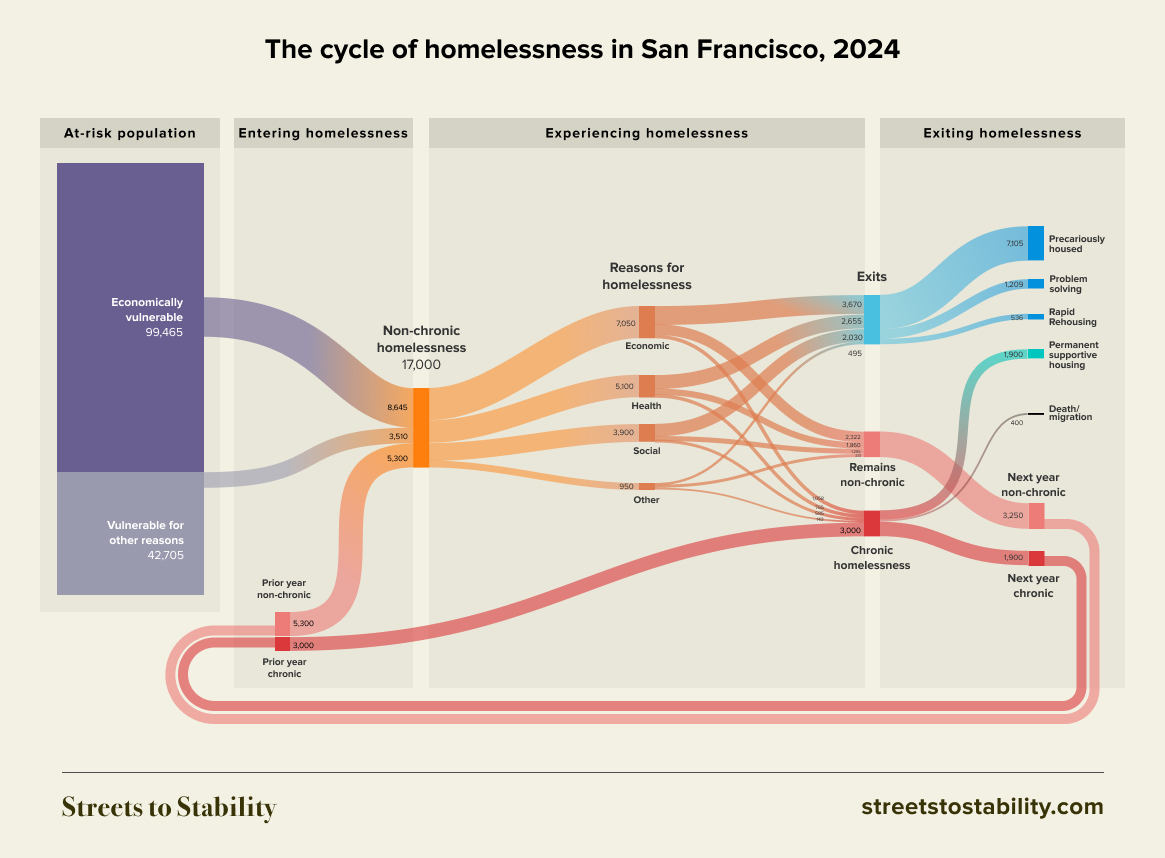 The cycle of homelessness in San Francisco, 2024
At-risk population
Entering homelessness
Experiencing homelessness
Exiting homelessness
Economically
vulnerable
99,465
Vulnerable for
other reasons
42,705
Prior year
non-chronic
5,300
3,000
Prior year
chronic
Non-chronic
homelessness
17,000
8,645
3,510
5,300
Reasons for
homelessness
7,050
Economic
5,100
Health
3,900
Social
950
Other
Exits
3,670
2,655
2,030
495
2,322
1,860
Remains
non-chronic
3,000
Chronic
homelessness
7,105
Precariously
housed
1,209
Problem
solving
536
Rapid
Rehousing
1,900
Permanent
supportive
housing
400
Death/
migration
Next year
non-chronic
3,250
1,900
Next year
chronic
Streets to Stability
streetstostability.com